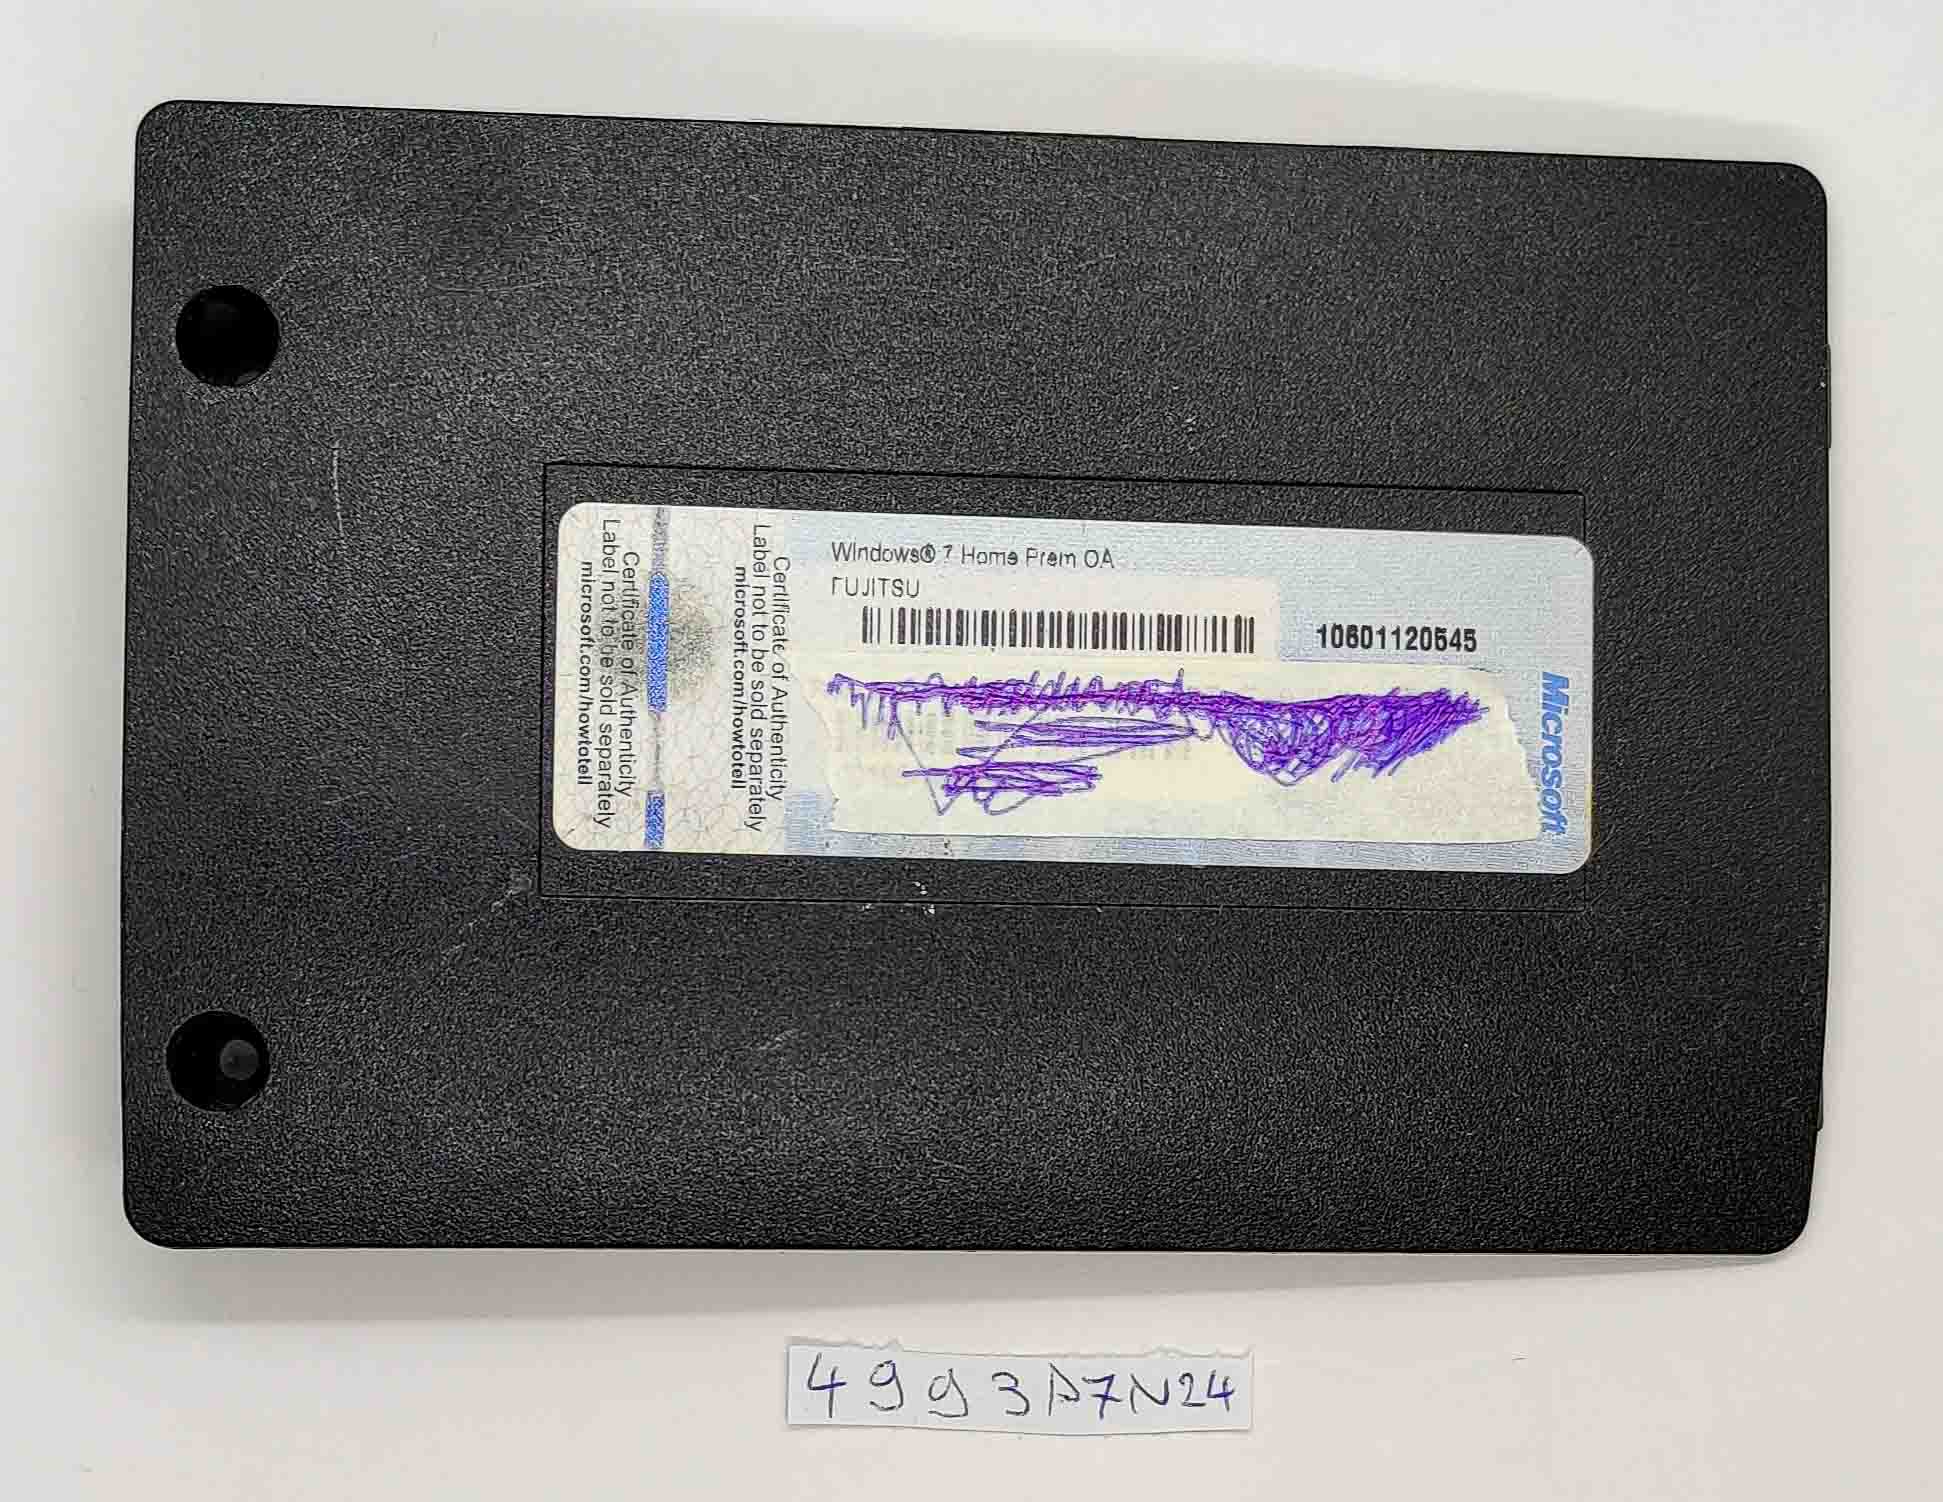 Windows® 7 Home Prem OA
FUJITSU
10601120545
Microsoft
Certificate of Authenticity
Label not to be sold separately
microsoft.com/howtotell
Certificate of Authenticity
Label not to be sold separately
microsoft.com/howtotell
4993A7N24